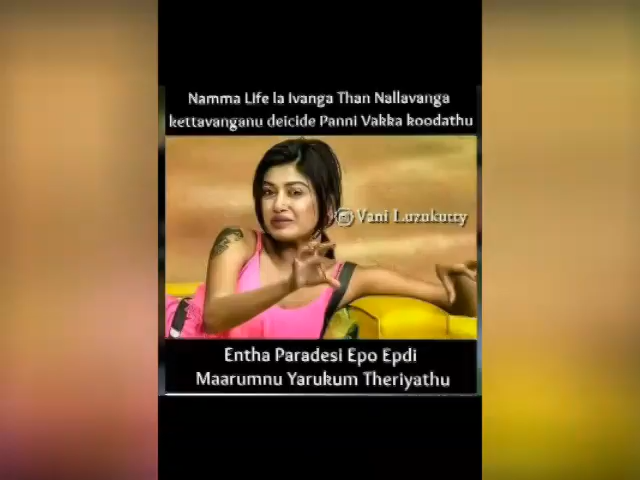 Namma LIfe la Ivanga Than Nallavanga
kettavanganu deicide Panni Vakka koodathu
Vani Luzukutty
Entha Paradesi Epo Epdi
Maarumnu Yarukum Theriyathu